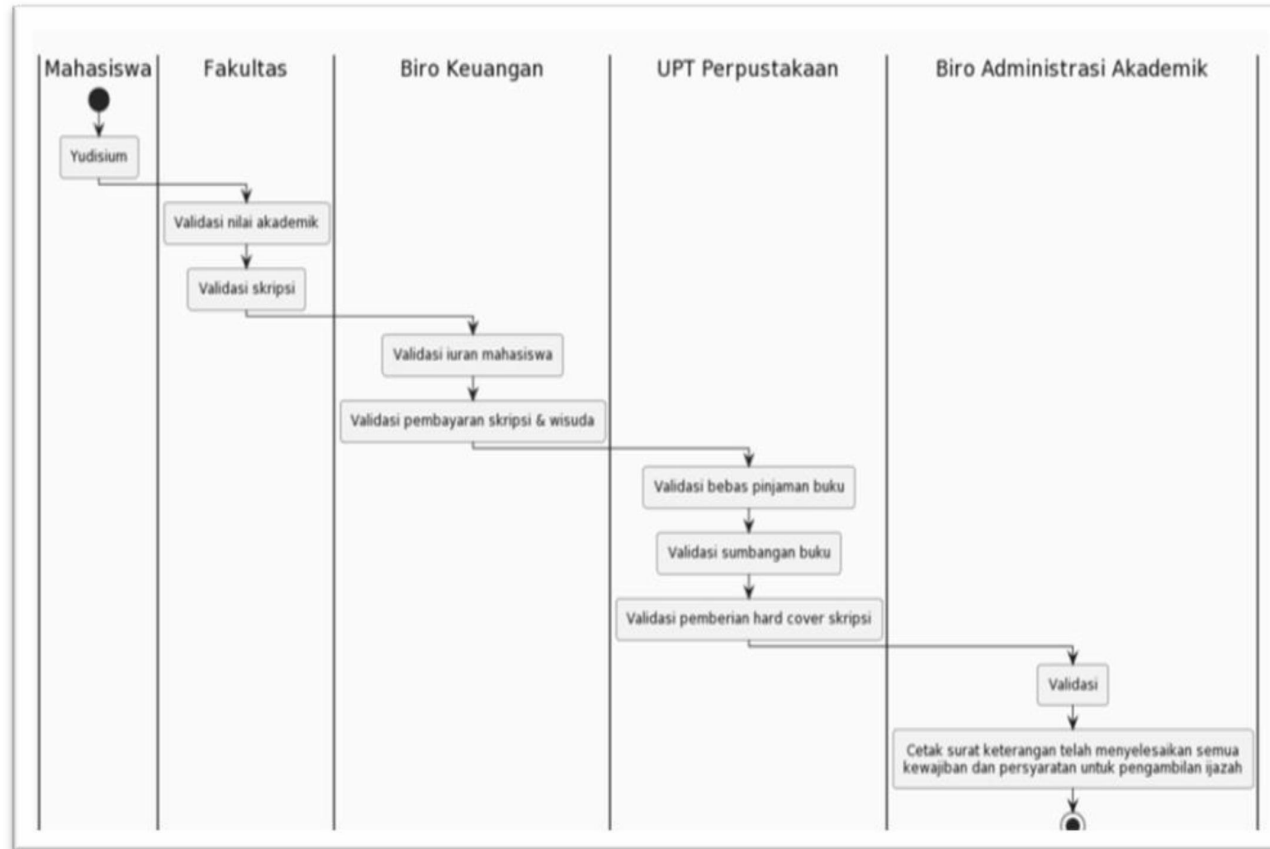 Mahasiswa
Fakultas
Biro Keuangan
UPT Perpustakaan
Biro Administrasi Akademik
Yudisium
Validasi nilai akademik
Validasi skripsi
Validasi iuran mahasiswa
Validasi pembayaran skripsi & wisuda
Validasi bebas pinjaman buku
Validasi sumbangan buku
Validasi pemberian hard cover skripsi
Validasi
Cetak surat keterangan telah menyelesaikan semua
kewajiban dan persyaratan untuk pengambilan ijazah